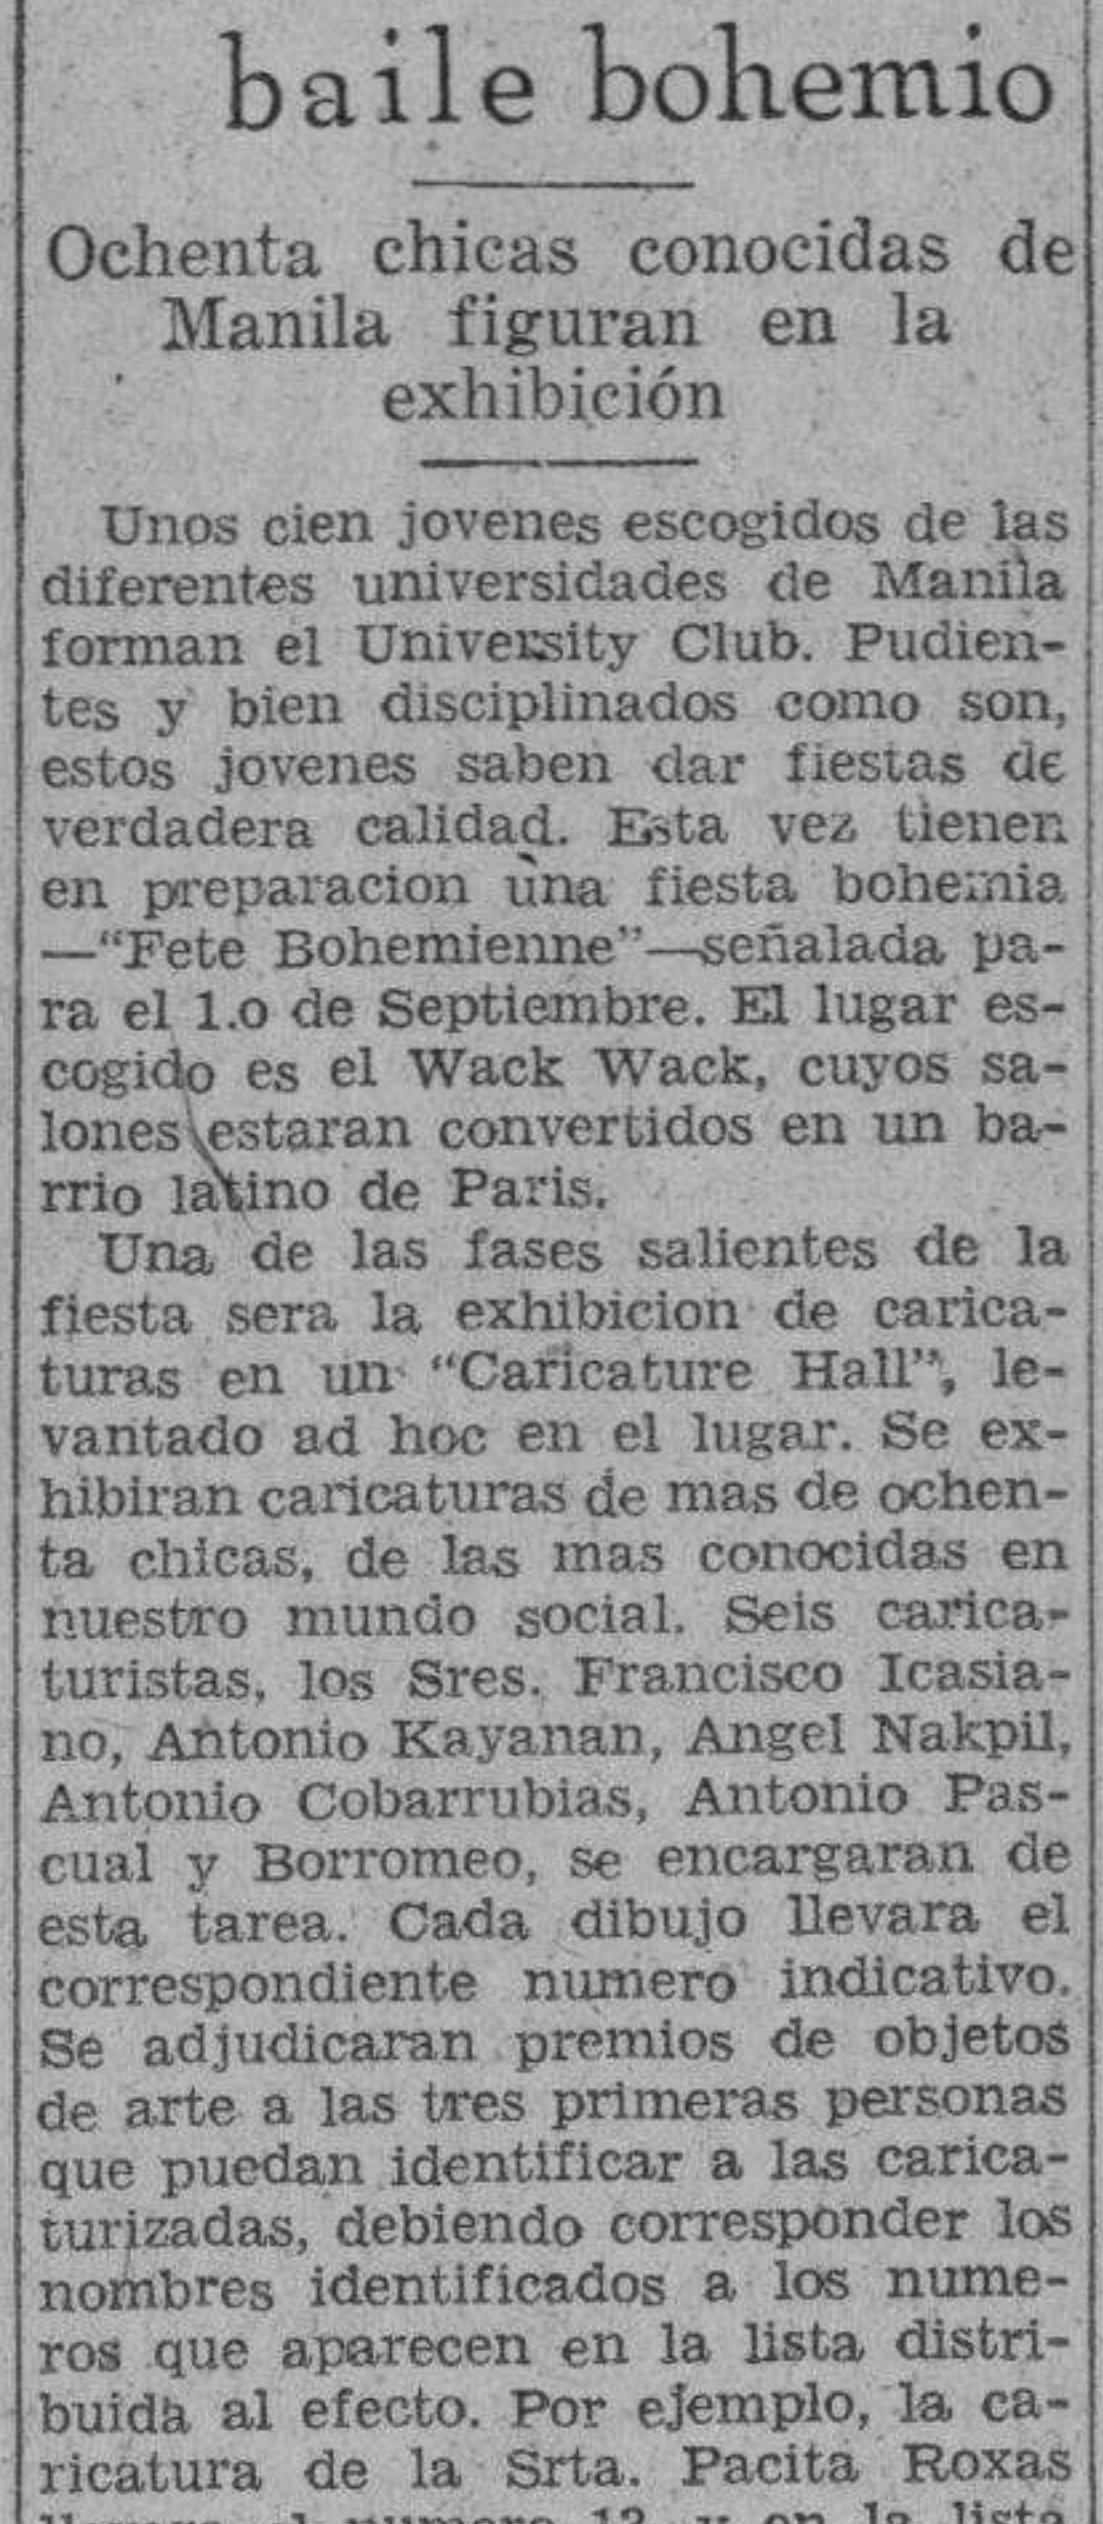 baile bohemio
Ochenta chicas conocidas de
Manila figuran en la
exhibición
Unos cien jovenes escogidos de las
diferentes universidades de Manila
forman el University Club. Pudien-
tes y bien disciplinados como son,
estos jovenes saben dar fiestas de
verdadera calidad. Esta vez tienen
en preparacion una fiesta bohemia
—“Fete Bohemienne”—señalada pa-
ra el 1.o de Septiembre. El lugar es-
cogido es el Wack Wack, cuyos sa-
lones estaran convertidos en un ba-
rrio latino de Paris.
Una de las fases salientes de la
fiesta sera la exhibicion de carica-
turas en un “Caricature Hall”, le-
vantado ad hoc en el lugar. Se ex-
hibiran caricaturas de mas de ochen-
ta chicas, de las mas conocidas en
nuestro mundo social. Seis carica-
turistas, los Sres. Francisco Icasia-
no, Antonio Kayanan, Angel Nakpil,
Antonio Cobarrubias, Antonio Pas-
cual y Borromeo, se encargaran de
esta tarea. Cada dibujo llevara el
correspondiente numero indicativo.
Se adjudicaran premios de objetos
de arte a las tres primeras personas
que puedan identificar a las carica-
turizadas, debiendo corresponder los
nombres identificados a los nume-
ros que aparecen en la lista distri-
buida al efecto. Por ejemplo, la ca-
ricatura de la Srta. Pacita Roxas
numero 12 y en la lista